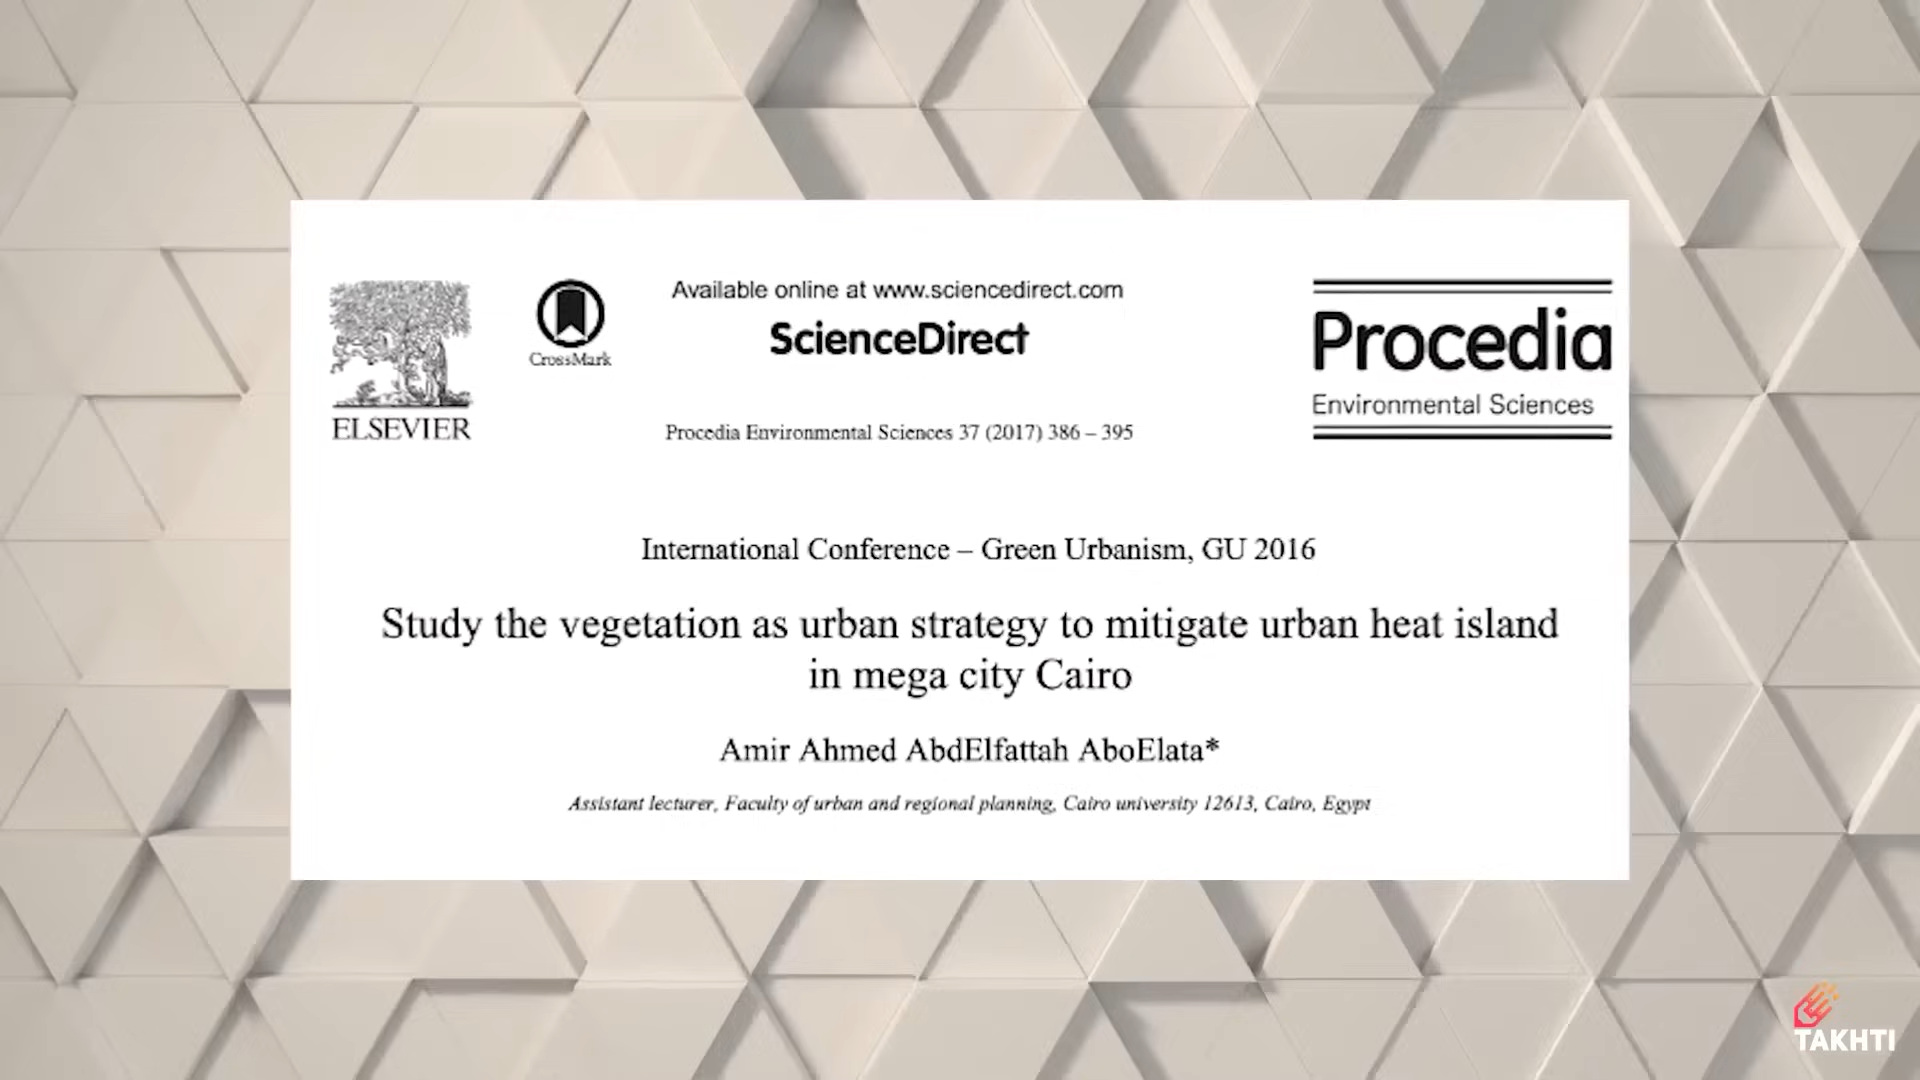 Available online at www.sciencedirect.com
ScienceDirect
CrossMark
ELSEVIER
Procedia
Environmental Sciences
Procedia Environmental Sciences 37 (2017) 386 – 395
International Conference – Green Urbanism, GU 2016
Study the vegetation as urban strategy to mitigate urban heat island
in mega city Cairo
Amir Ahmed AbdElfattah AboElata*
Assistant lecturer, Faculty of urban and regional planning, Cairo university 12613, Cairo, Egypt
TAKHTI